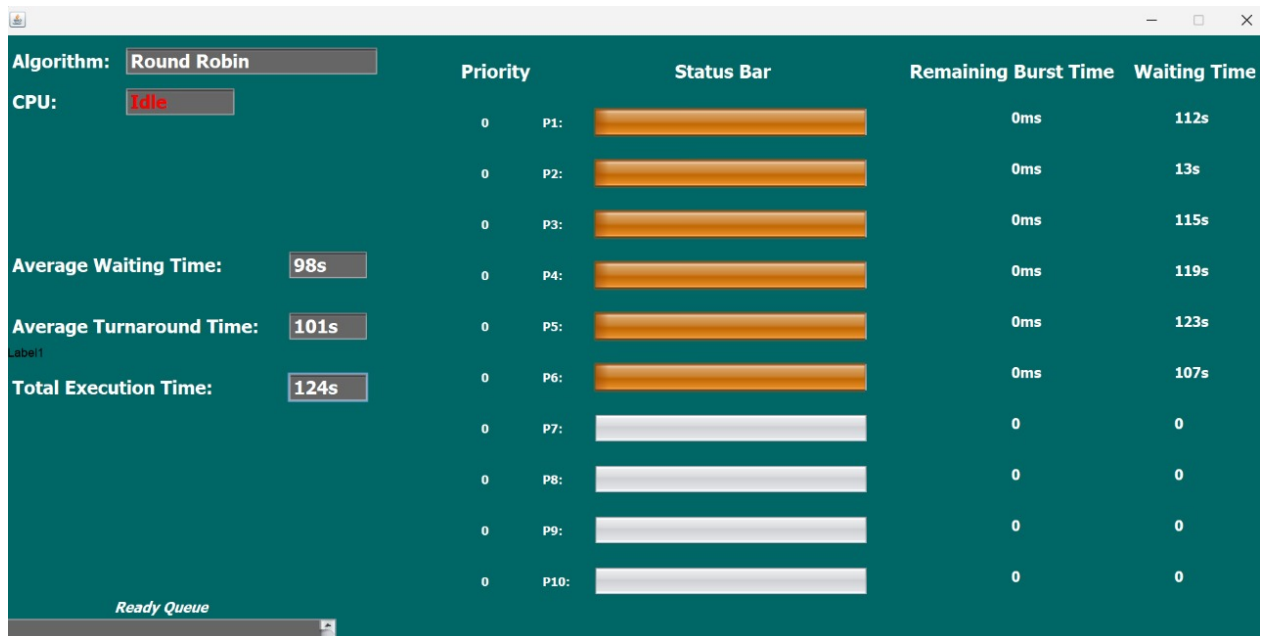 Algorithm: Round Robin
CPU: Idle
Priority Status Bar Remaining Burst Time Waiting Time
0 P1: 0ms 112s
0 P2: 0ms 13s
0 P3: 0ms 115s
Average Waiting Time: 98s
0 P4: 0ms 119s
Average Turnaround Time: 101s
0 P5: 0ms 123s
Label1
Total Execution Time: 124s
0 P6: 0ms 107s
0 P7: 0 0
0 P8: 0 0
0 P9: 0 0
0 P10: 0 0
Ready Queue